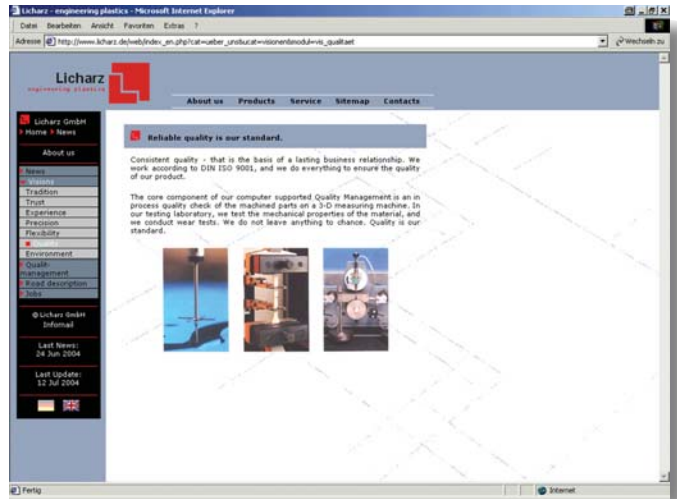 Licharz - engineering plastics - Microsoft Internet Explorer
Datei Bearbeiten Ansicht Favoriten Extras ?
Adresse http://www.licharz.de/web/index_en.php?cat=ueber_uns&ucat=visionen&modul=vis_qualitaet Wechseln zu
Licharz
engineering plastics
About us Products Service Sitemap Contacts
Licharz GmbH
Home News
About us
News
Visions
Tradition
Trust
Experience
Precision
Flexibility
Quality
Environment
Qualit-
management
Road description
Jobs
© Licharz GmbH
Infomail
Last News:
24 Jun 2004
Last Update:
12 Jul 2004
Reliable quality is our standard.
Consistent quality - that is the basis of a lasting business relationship. We
work according to DIN ISO 9001, and we do everything to ensure the quality
of our product.
The core component of our computer supported Quality Management is an in
process quality check of the machined parts on a 3-D measuring machine. In
our testing laboratory, we test the mechanical properties of the material, and
we conduct wear tests. We do not leave anything to chance. Quality is our
standard.
Fertig Internet